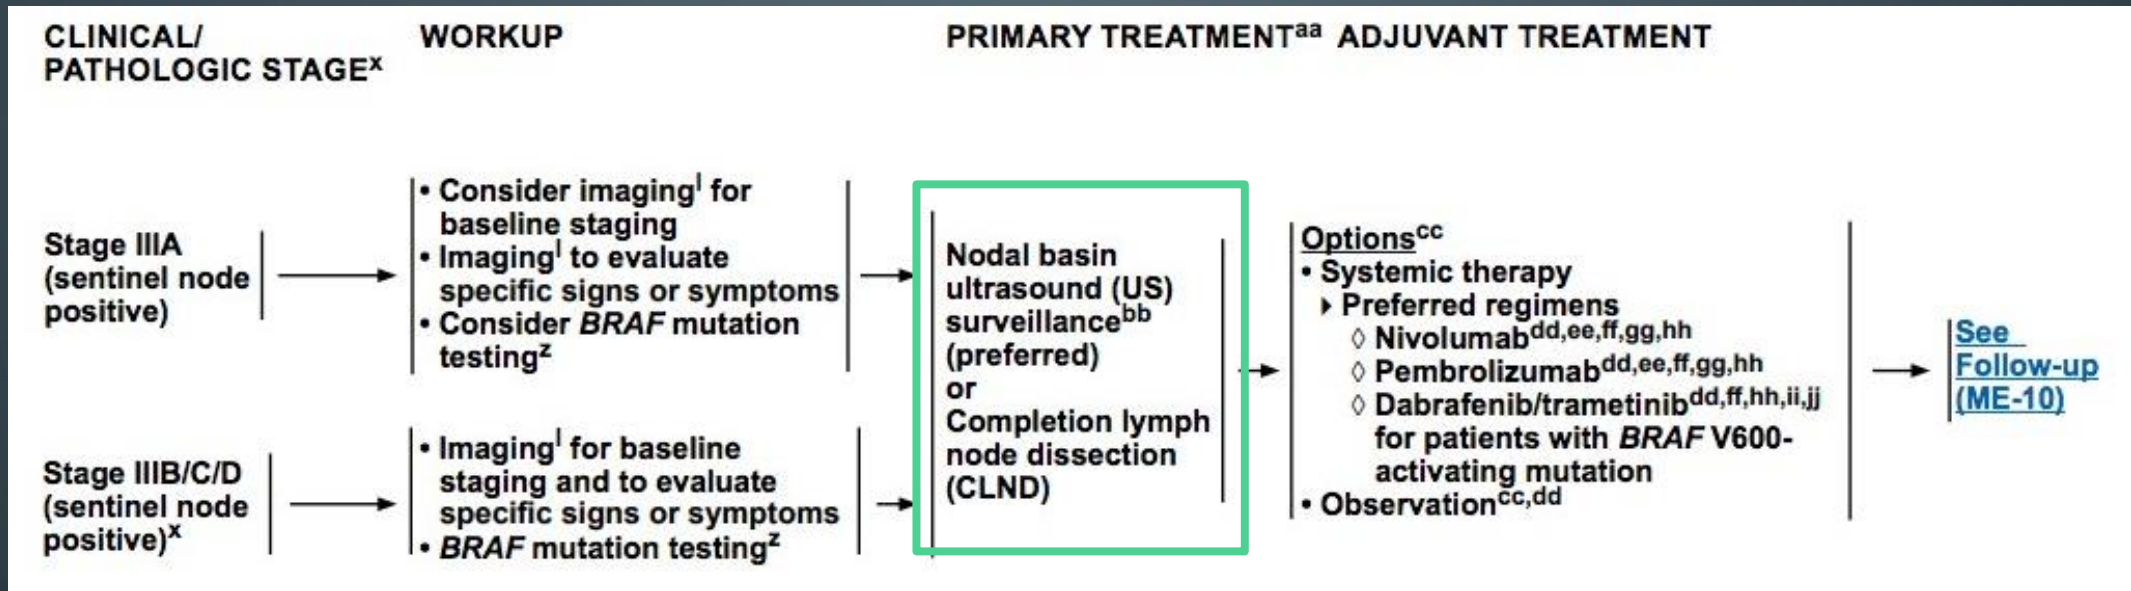 CLINICAL/
PATHOLOGIC STAGEˣ
WORKUP
PRIMARY TREATMENTᵃᵃ
ADJUVANT TREATMENT
Stage IIIA
(sentinel node
positive)
• Consider imagingˡ for
baseline staging
• Imagingˡ to evaluate
specific signs or symptoms
• Consider BRAF mutation
testingᶻ
Stage IIIB/C/D
(sentinel node
positive)ˣ
• Imagingˡ for baseline
staging and to evaluate
specific signs or symptoms
• BRAF mutation testingᶻ
Nodal basin
ultrasound (US)
surveillanceᵇᵇ
(preferred)
or
Completion lymph
node dissection
(CLND)
Optionsᶜᶜ
• Systemic therapy
▸ Preferred regimens
◊ Nivolumabᵈᵈ,ᵉᵉ,ᶠᶠ,ᵍᵍ,ʰʰ
◊ Pembrolizumabᵈᵈ,ᵉᵉ,ᶠᶠ,ᵍᵍ,ʰʰ
◊ Dabrafenib/trametinibᵈᵈ,ᶠᶠ,ʰʰ,ⁱⁱ,ʲʲ
for patients with BRAF V600-
activating mutation
• Observationᶜᶜ,ᵈᵈ
See
Follow-up
(ME-10)